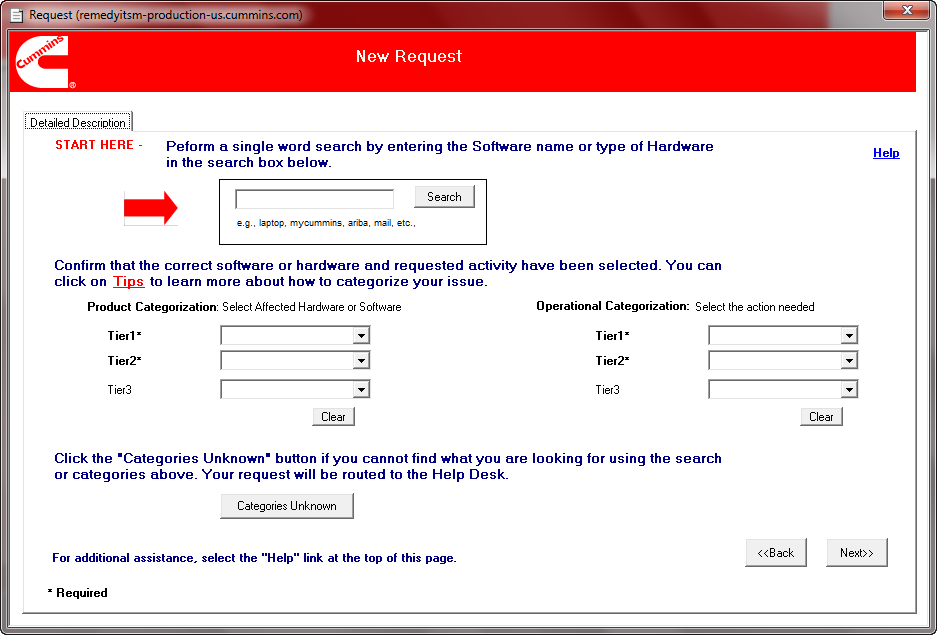 Request (remedyitsm-production-us.cummins.com)
Cummins
®
New Request
Detailed Description
START HERE -
Peform a single word search by entering the Software name or type of Hardware
in the search box below.
Help
Search
e.g., laptop, mycummins, ariba, mail, etc.,
Confirm that the correct software or hardware and requested activity have been selected. You can
click on Tips to learn more about how to categorize your issue.
Product Categorization: Select Affected Hardware or Software
Operational Categorization: Select the action needed
Tier1*
Tier1*
Tier2*
Tier2*
Tier3
Tier3
Clear
Clear
Click the "Categories Unknown" button if you cannot find what you are looking for using the search
or categories above. Your request will be routed to the Help Desk.
Categories Unknown
For additional assistance, select the "Help" link at the top of this page.
<<Back
Next>>
* Required